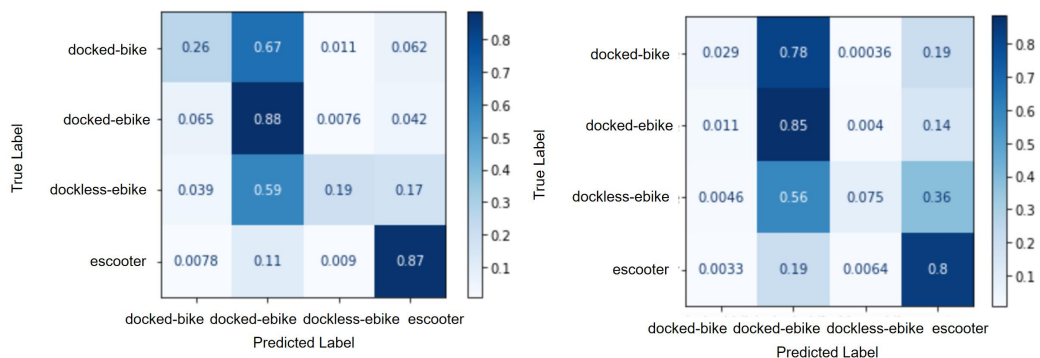 docked-bike 0.26 0.67 0.011 0.062
docked-ebike 0.065 0.88 0.0076 0.042
dockless-ebike 0.039 0.59 0.19 0.17
escooter 0.0078 0.11 0.009 0.87
docked-bike docked-ebike dockless-ebike escooter
Predicted Label
True Label
0.8
0.7
0.6
0.5
0.4
0.3
0.2
0.1
docked-bike 0.029 0.78 0.00036 0.19
docked-ebike 0.011 0.85 0.004 0.14
dockless-ebike 0.0046 0.56 0.075 0.36
escooter 0.0033 0.19 0.0064 0.8
docked-bike docked-ebike dockless-ebike escooter
Predicted Label
True Label
0.8
0.7
0.6
0.5
0.4
0.3
0.2
0.1